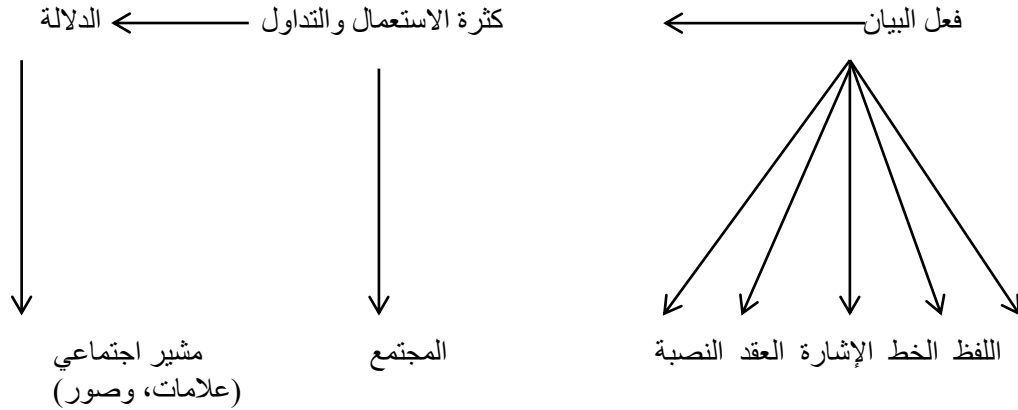 فعل البيان كثرة الاستعمال والتداول الدلالة
اللفظ الخط الإشارة العقد النصبة المجتمع مشير اجتماعي
(علامات، وصور)